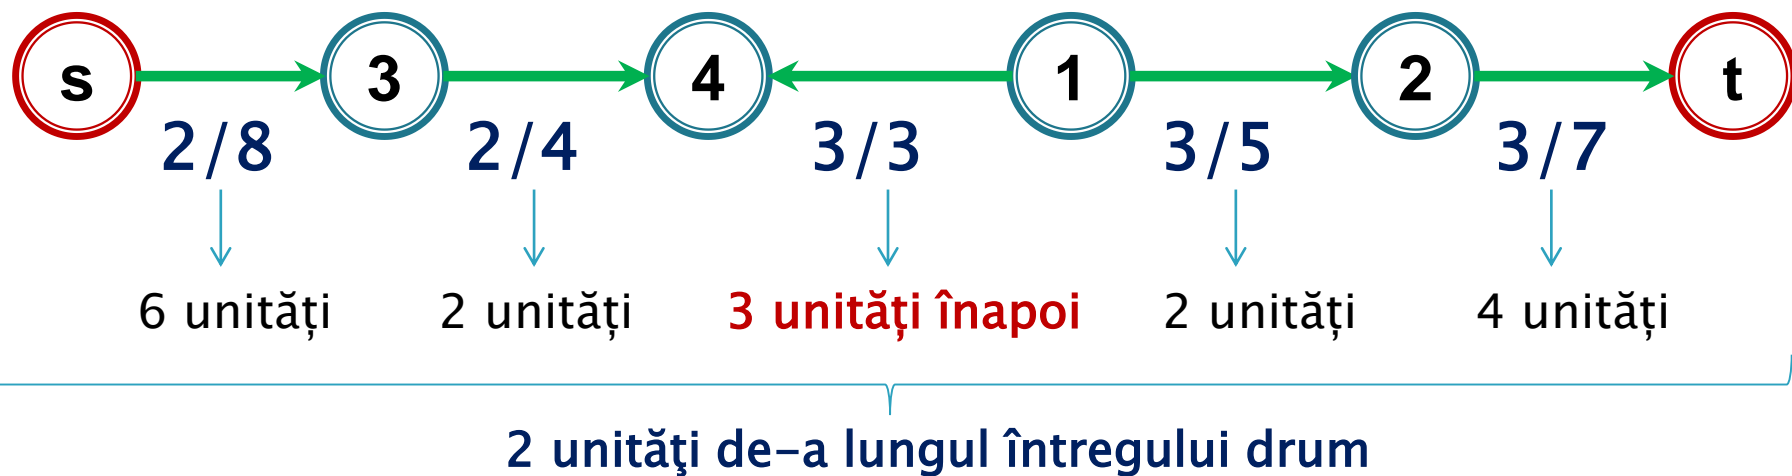 s 3 4 1 2 t
2/8 2/4 3/3 3/5 3/7
6 unități 2 unități 3 unități înapoi 2 unități 4 unități
2 unităţi de-a lungul întregului drum